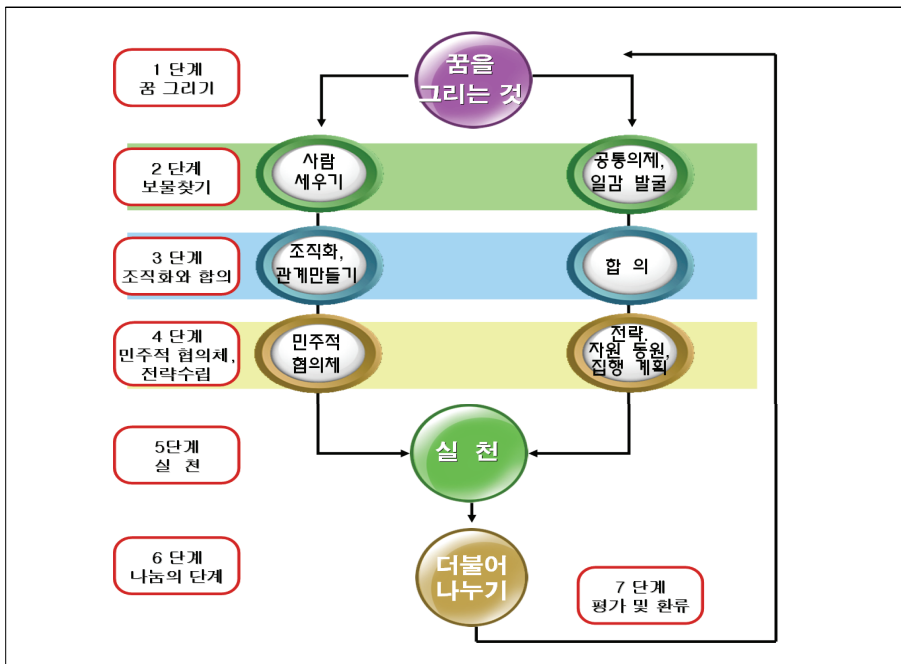 1 단계
꿈 그리기
꿈을
그리는 것
2 단계
보물찾기
사람
세우기
공통의제,
일감 발굴
3 단계
조직화와 합의
조직화,
관계만들기
합 의
4 단계
민주적 협의체,
전략수립
민주적
협의체
전략.
자원 동원,
집행 계획
5단계
실 천
실 천
6 단계
나눔의 단계
더불어
나누기
7 단계
평가 및 환류